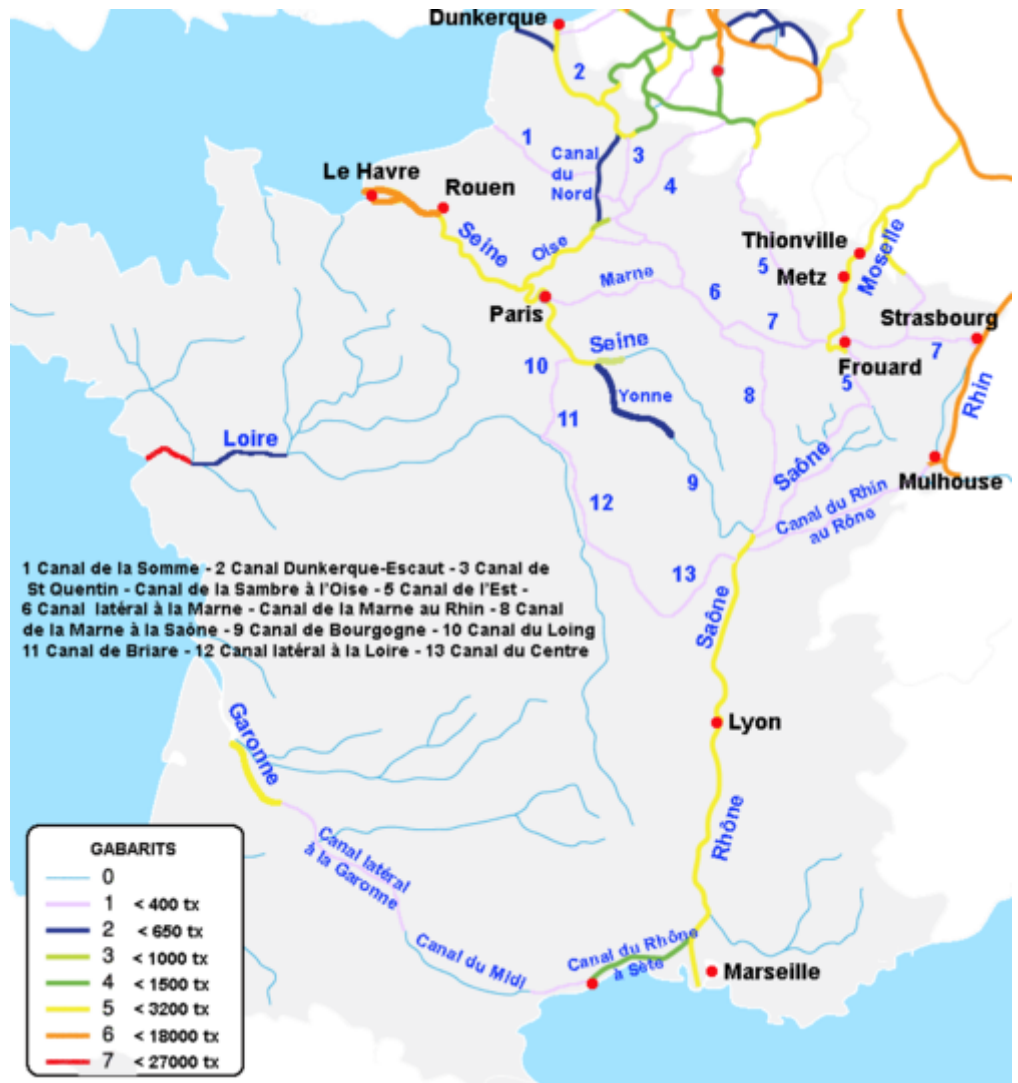 Dunkerque
2
1
Canal
du
Nord
3
4
Le Havre
Rouen
Seine
Oise
Thionville
5
Moselle
Metz
Marne
6
Paris
7
Strasbourg
Seine
7
10
Frouard
5
Rhin
Yonne
8
11
Loire
Saône
Mulhouse
9
Canal du Rhin
au Rône
12
13
1 Canal de la Somme - 2 Canal Dunkerque-Escaut - 3 Canal de
St Quentin - Canal de la Sambre à l'Oise - 5 Canal de l'Est -
6 Canal latéral à la Marne - Canal de la Marne au Rhin - 8 Canal
de la Marne à la Saône - 9 Canal de Bourgogne - 10 Canal du Loing
11 Canal de Briare - 12 Canal latéral à la Loire - 13 Canal du Centre
Saône
Garonne
Lyon
Rhône
Canal latéral
à la Garonne
Canal du Midi
Canal du Rhône
à Sète
Marseille
GABARITS
0
1 < 400 tx
2 < 650 tx
3 < 1000 tx
4 < 1500 tx
5 < 3200 tx
6 < 18000 tx
7 < 27000 tx